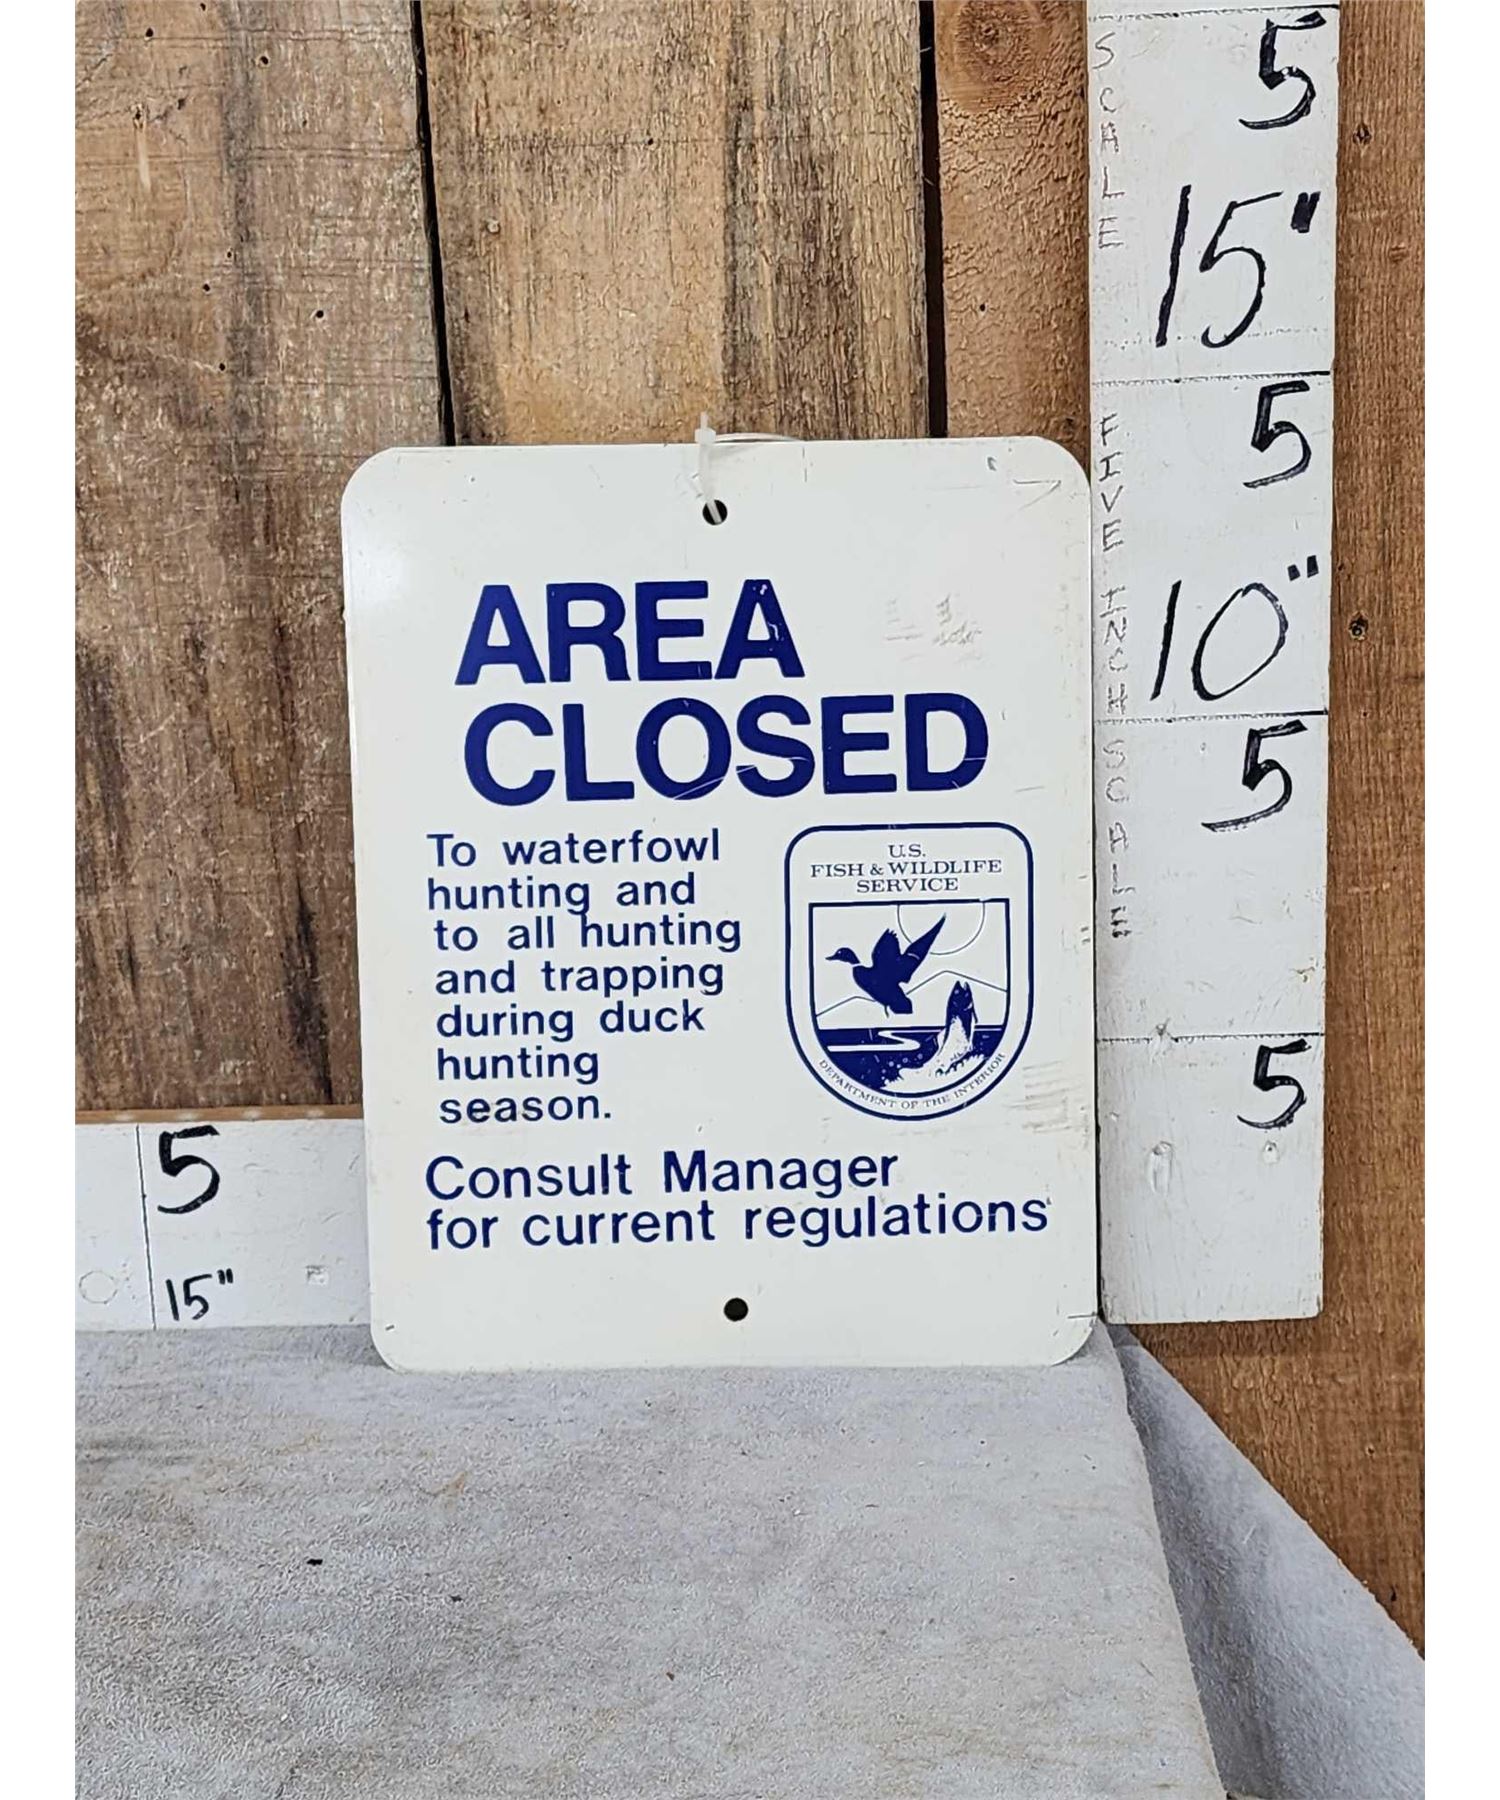 SCALE
5
15"
FIVE INCH SCALE
5
10"
5
5
AREA
CLOSED
To waterfowl
hunting and
to all hunting
and trapping
during duck
hunting
season.
U.S.
FISH & WILDLIFE
SERVICE
DEPARTMENT OF THE INTERIOR
Consult Manager
for current regulations
5
15"